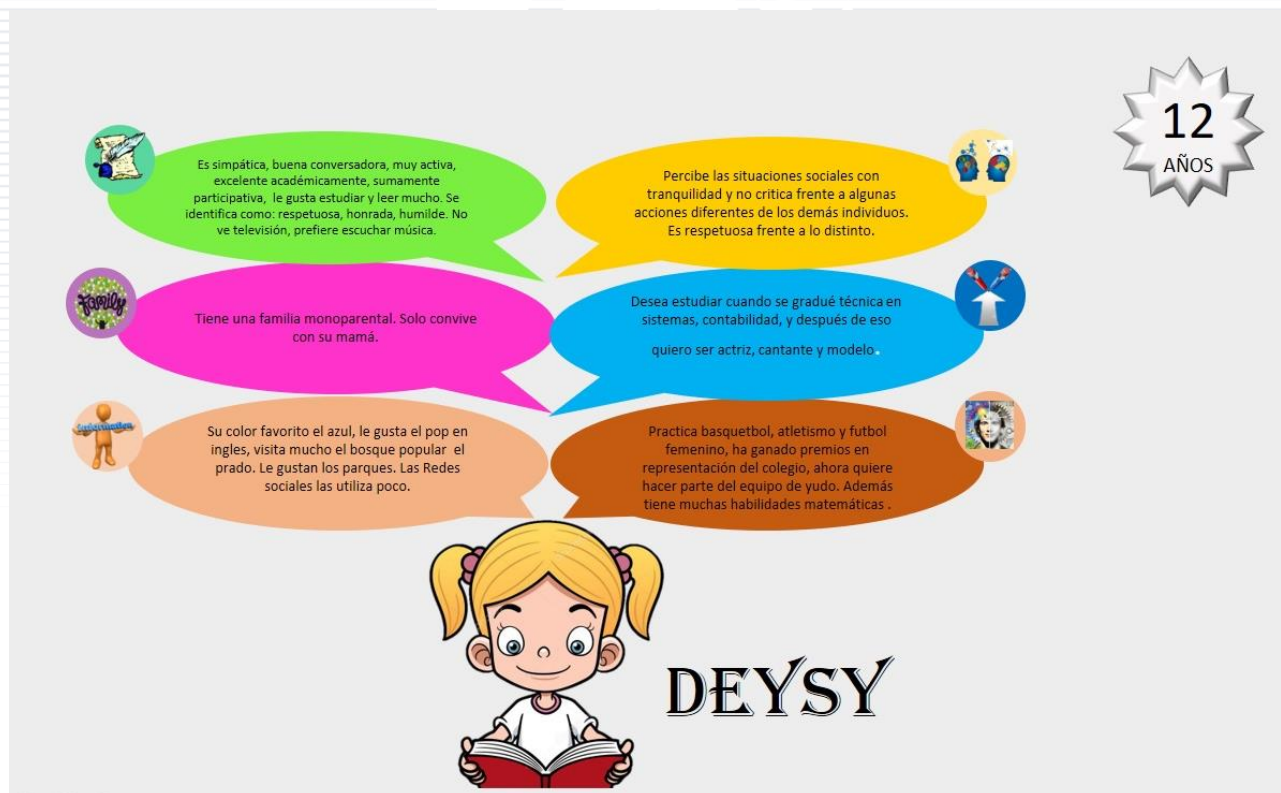 12
AÑOS
Es simpática, buena conversadora, muy activa,
excelente académicamente, sumamente
participativa, le gusta estudiar y leer mucho. Se
identifica como: respetuosa, honrada, humilde. No
ve televisión, prefiere escuchar música.
Percibe las situaciones sociales con
tranquilidad y no critica frente a algunas
acciones diferentes de los demás individuos.
Es respetuosa frente a lo distinto.
Family
Tiene una familia monoparental. Solo convive
con su mamá.
Desea estudiar cuando se gradué técnica en
sistemas, contabilidad, y después de eso
quiero ser actriz, cantante y modelo.
Information
Su color favorito el azul, le gusta el pop en
ingles, visita mucho el bosque popular el
prado. Le gustan los parques. Las Redes
sociales las utiliza poco.
Practica basquetbol, atletismo y futbol
femenino, ha ganado premios en
representación del colegio, ahora quiere
hacer parte del equipo de yudo. Además
tiene muchas habilidades matemáticas .
DEYSY